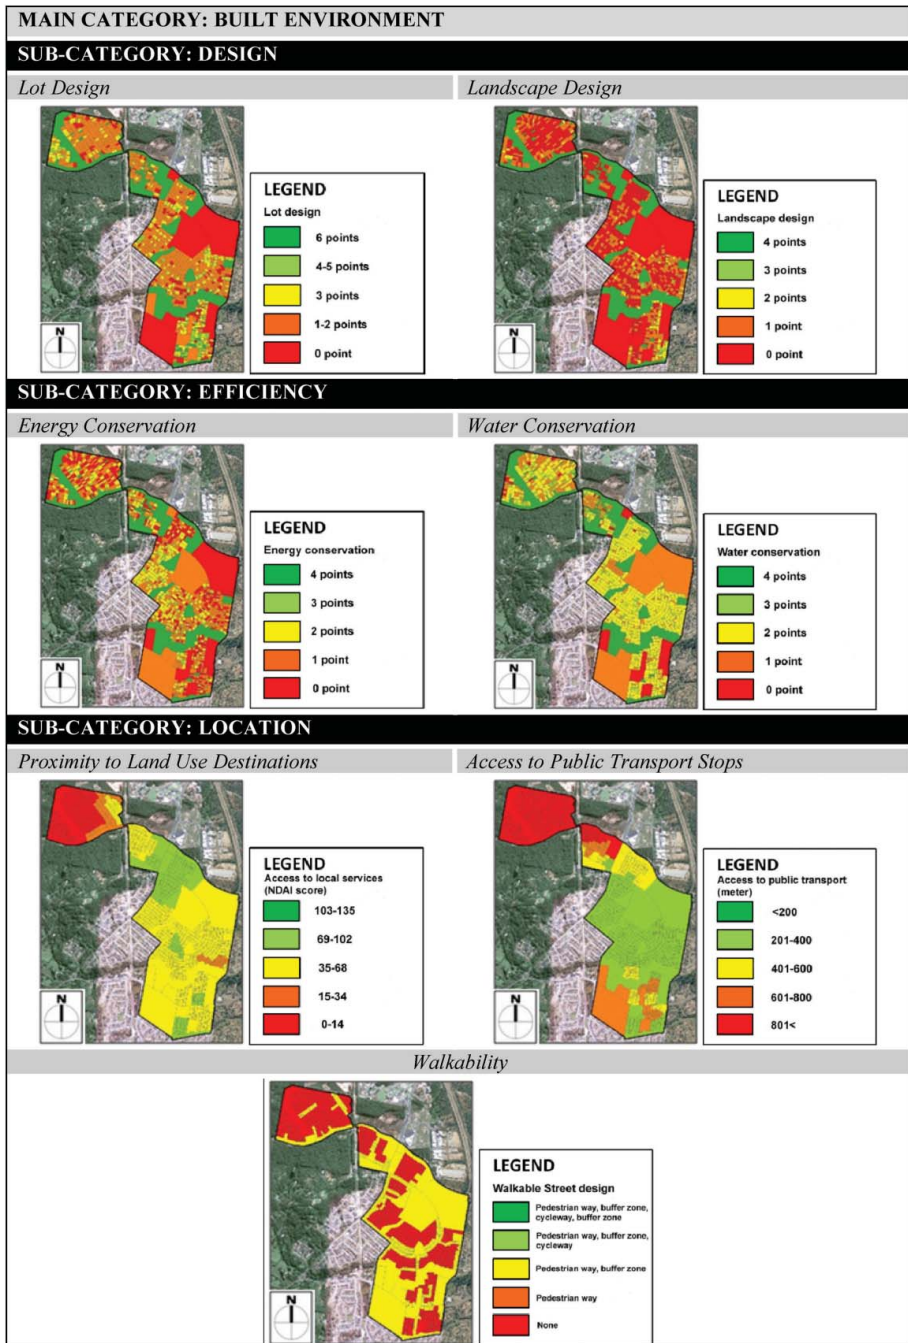 MAIN CATEGORY: BUILT ENVIRONMENT
SUB-CATEGORY: DESIGN
Lot Design
Landscape Design
LEGEND
Lot design
6 points
4-5 points
3 points
1-2 points
0 point
N
LEGEND
Landscape design
4 points
3 points
2 points
1 point
0 point
N
SUB-CATEGORY: EFFICIENCY
Energy Conservation
Water Conservation
LEGEND
Energy conservation
4 points
3 points
2 points
1 point
0 point
N
LEGEND
Water conservation
4 points
3 points
2 points
1 point
0 point
N
SUB-CATEGORY: LOCATION
Proximity to Land Use Destinations
Access to Public Transport Stops
LEGEND
Access to local services
(NDAI score)
103-135
69-102
35-68
15-34
0-14
N
LEGEND
Access to public transport
(meter)
<200
201-400
401-600
601-800
801<
N
Walkability
LEGEND
Walkable Street design
Pedestrian way, buffer zone,
cycleway, buffer zone
Pedestrian way, buffer zone,
cycleway
Pedestrian way, buffer zone
Pedestrian way
None
N